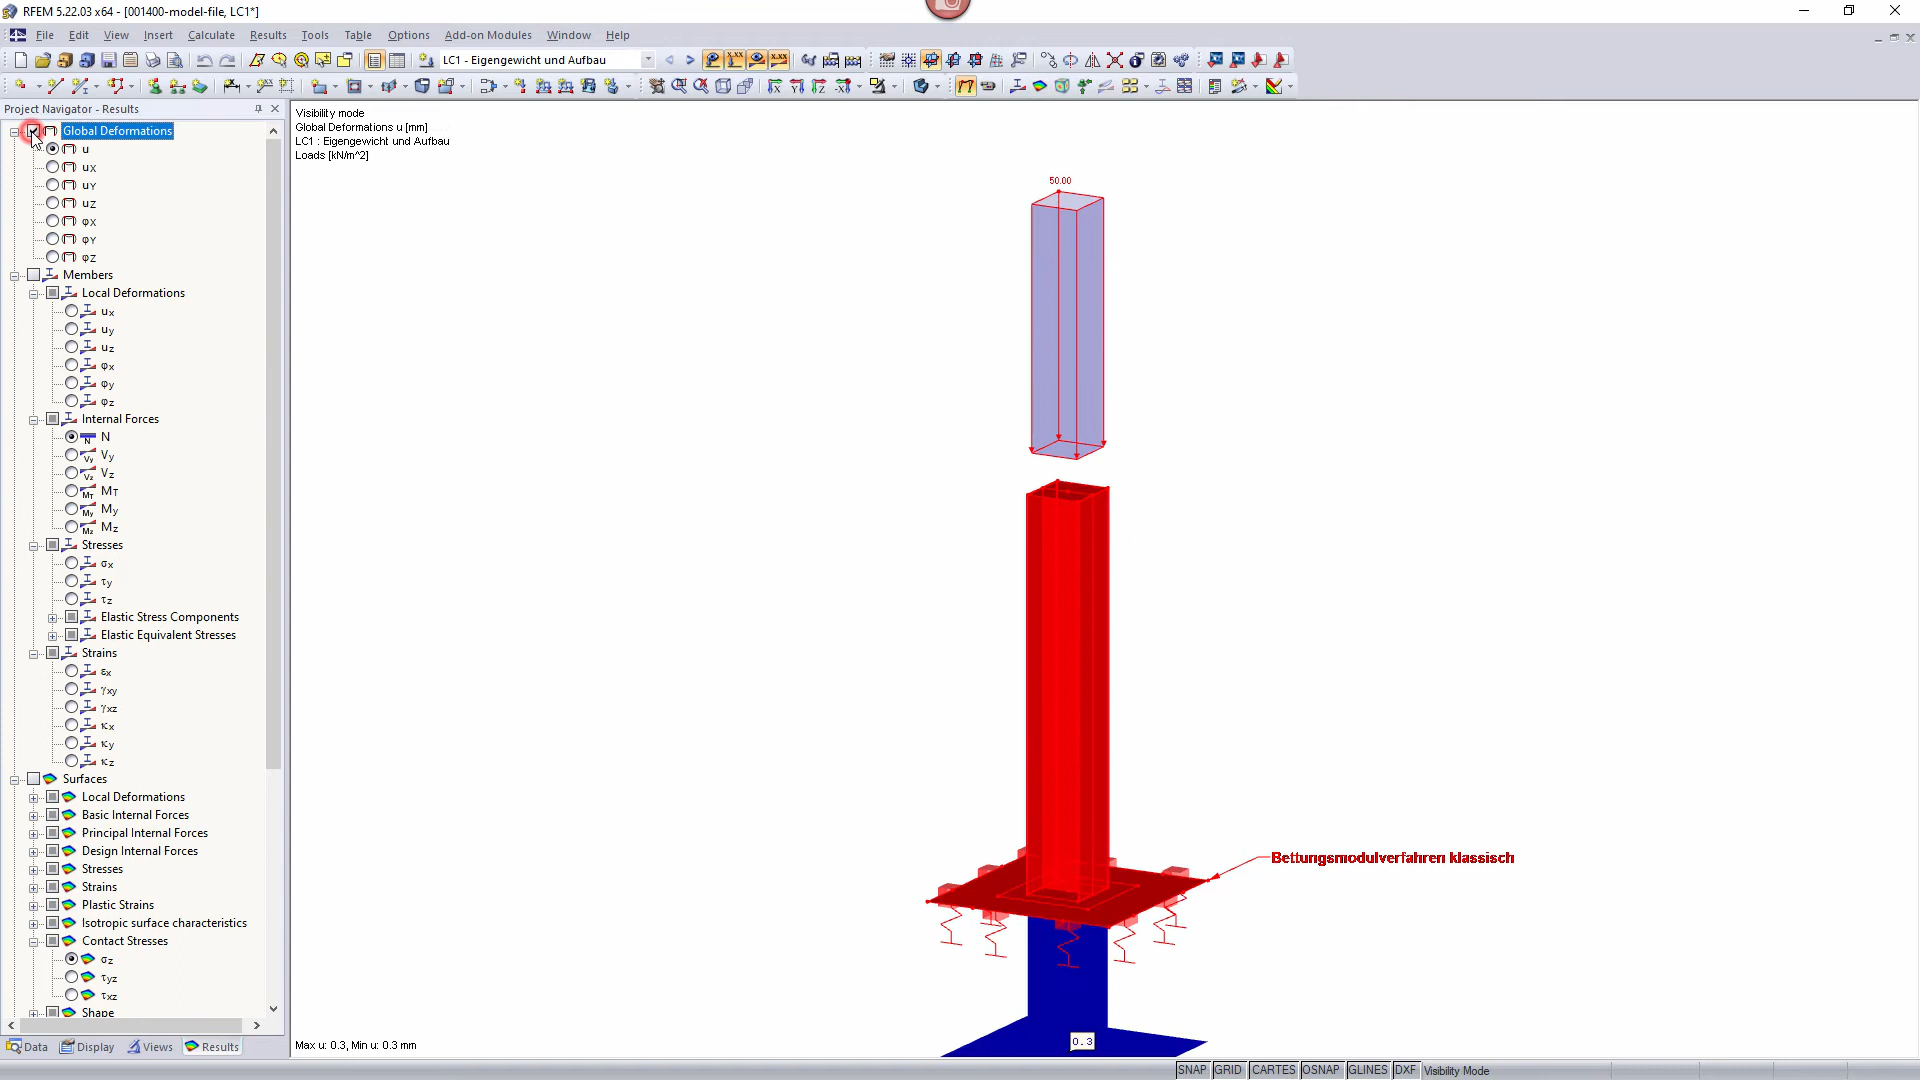 RFEM 5.22.03 x64 - [001400-model-file, LC1*]
File Edit View Insert Calculate Results Tools Table Options Add-on Modules Window Help
LC1 - Eigengewicht und Aufbau
Project Navigator - Results
Global Deformations
u
uX
uY
uZ
φX
φY
φZ
Members
Local Deformations
ux
uy
uz
φx
φy
φz
Internal Forces
N
Vy
Vz
MT
My
Mz
Stresses
σx
τy
τz
Elastic Stress Components
Elastic Equivalent Stresses
Strains
εx
γxy
γxz
κx
κy
κz
Surfaces
Local Deformations
Basic Internal Forces
Principal Internal Forces
Design Internal Forces
Stresses
Strains
Plastic Strains
Isotropic surface characteristics
Contact Stresses
σz
τyz
τxz
Shape
Data Display Views Results
Visibility mode
Global Deformations u [mm]
LC1 : Eigengewicht und Aufbau
Loads [kN/m^2]
50.00
Bettungsmodulverfahren klassisch
0.3
Max u: 0.3, Min u: 0.3 mm
SNAP GRID CARTES OSNAP GLINES DXF Visibility Mode